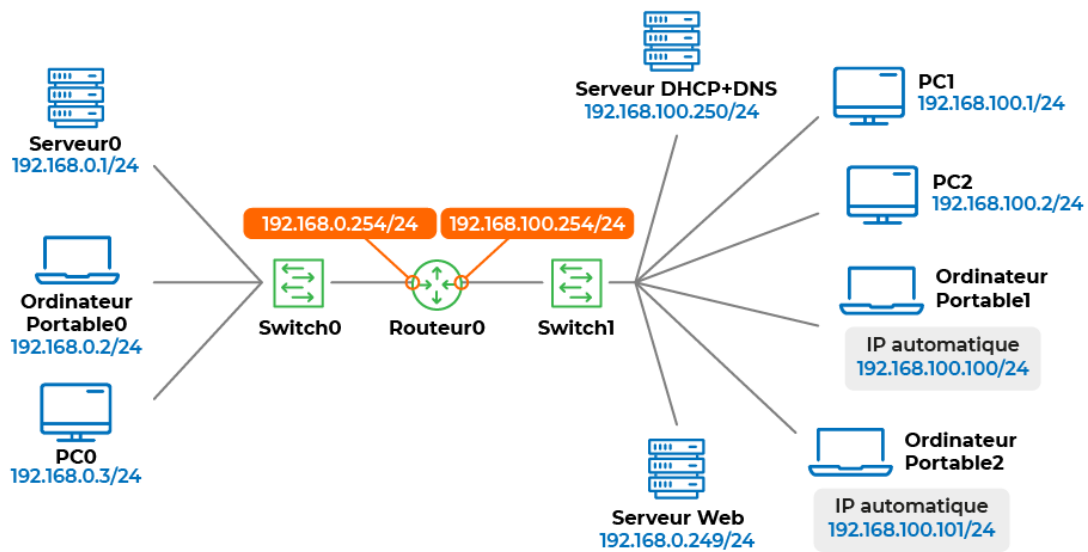 Serveur0
192.168.0.1/24
Ordinateur
Portable0
192.168.0.2/24
PC0
192.168.0.3/24
192.168.0.254/24
192.168.100.254/24
Switch0
Routeur0
Switch1
Serveur DHCP+DNS
192.168.100.250/24
PC1
192.168.100.1/24
PC2
192.168.100.2/24
Ordinateur
Portable1
IP automatique
192.168.100.100/24
Ordinateur
Portable2
IP automatique
192.168.100.101/24
Serveur Web
192.168.0.249/24